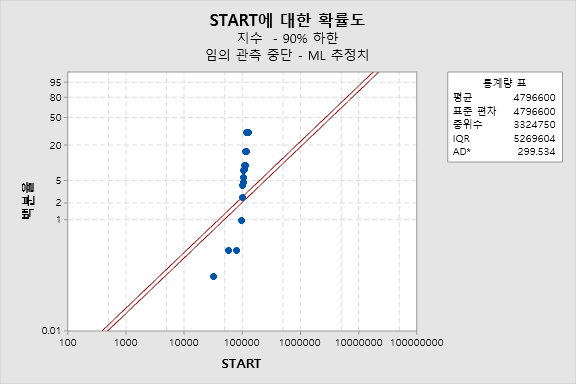 START에 대한 확률도
지수 - 90% 하한
임의 관측 중단 - ML 추정치
통계량 표
평균 4796600
표준 편차 4796600
중위수 3324750
IQR 5269604
AD* 299.534
백분율
95
80
50
20
5
2
1
0.01
100 1000 10000 100000 1000000 10000000 100000000
START